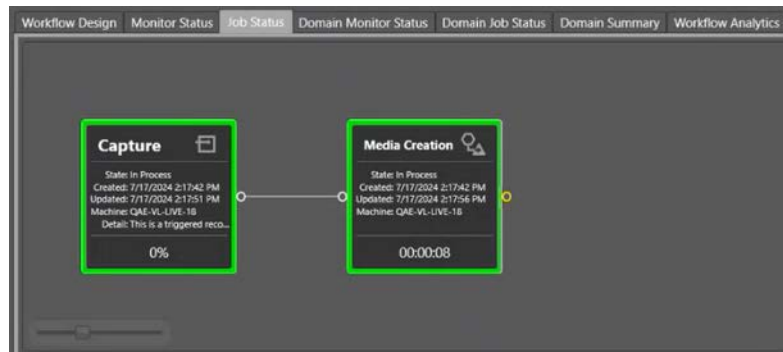 Workflow Design Monitor Status Job Status Domain Monitor Status Domain Job Status Domain Summary Workflow Analytics
Capture
State: In Process
Created: 7/17/2024 2:17:42 PM
Updated: 7/17/2024 2:17:51 PM
Machine: QAE-VL-LIVE-16
Detail: This is a triggered reco...
0%
Media Creation
State: In Process
Created: 7/17/2024 2:17:42 PM
Updated: 7/17/2024 2:17:56 PM
Machine: QAE-VL-LIVE-16
00:00:08